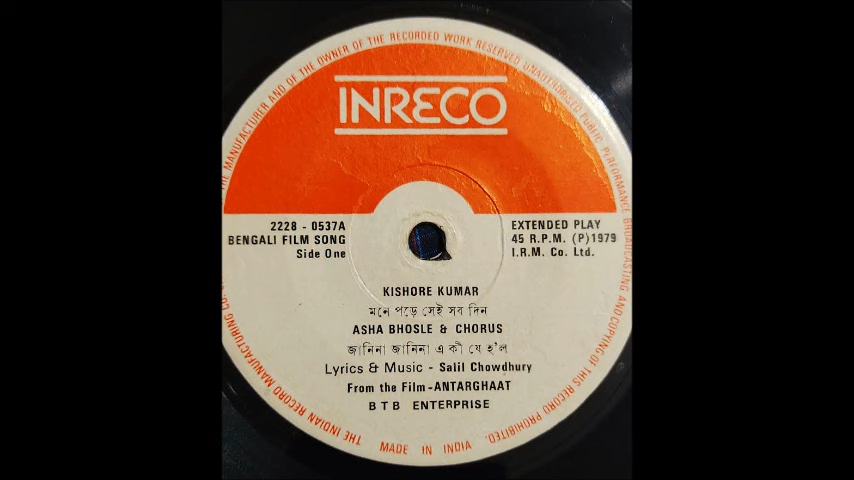 THE MANUFACTURER AND OF THE OWNER OF THE RECORDED WORK RESERVED UNAUTHORISED PUBLIC PERFORMANCE BROADCASTING AND COPYING OF THIS RECORD PROHIBITED.
INRECO
2228 - 0537A
BENGALI FILM SONG
Side One
EXTENDED PLAY
45 R.P.M. (P)1979
I.R.M. Co. Ltd.
KISHORE KUMAR
মনে পড়ে সেই সব দিন
ASHA BHOSLE & CHORUS
জানিনা জানিনা এ কী যে হ'ল
Lyrics & Music - Salil Chowdhury
From the Film - ANTARGHAAT
B T B ENTERPRISE
THE INDIAN RECORD MANUFACTURING CO.
MADE IN INDIA